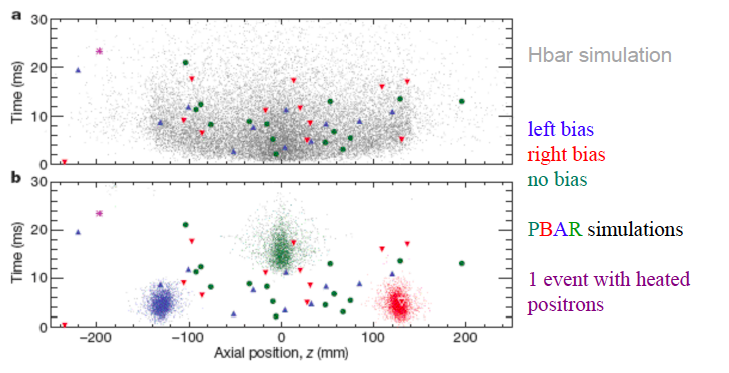 a
30
20
10
0
Time (ms)
Hbar simulation
left bias
right bias
no bias
b
30
20
10
0
Time (ms)
PBAR simulations
1 event with heated
positrons
−200 −100 0 100 200
Axial position, z (mm)